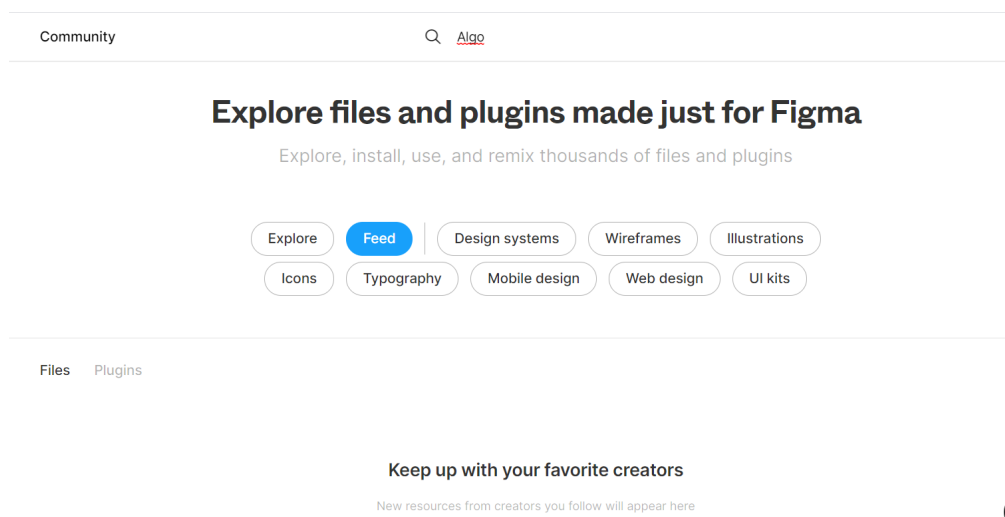 Community
Algo
Explore files and plugins made just for Figma
Explore, install, use, and remix thousands of files and plugins
Explore Feed Design systems Wireframes Illustrations
Icons Typography Mobile design Web design UI kits
Files Plugins
Keep up with your favorite creators
New resources from creators you follow will appear here